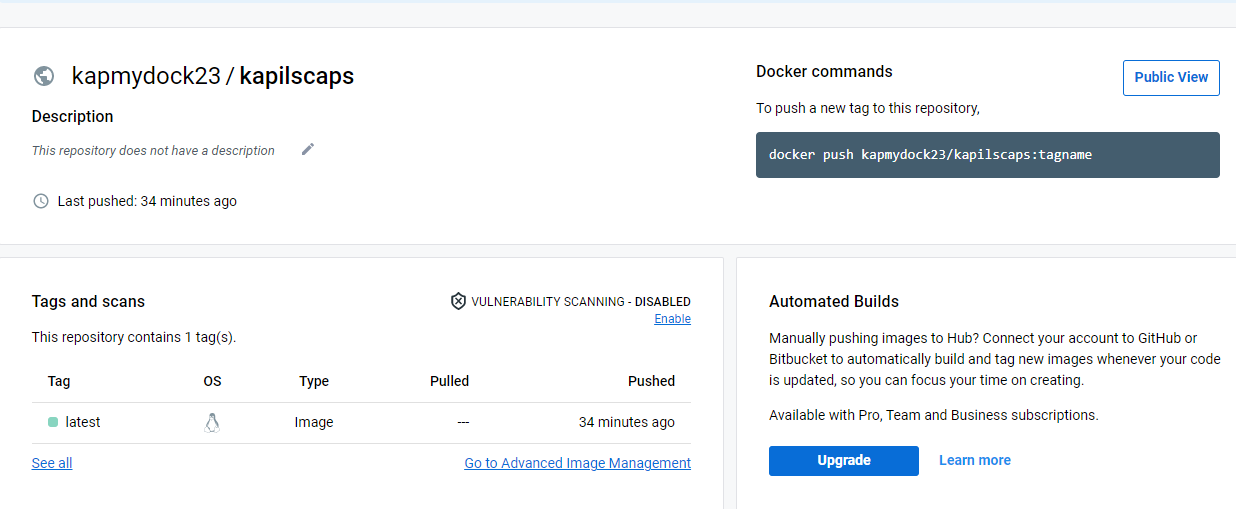 kapmydock23 / kapilscaps
Description
This repository does not have a description
Last pushed: 34 minutes ago
Docker commands
Public View
To push a new tag to this repository,
docker push kapmydock23/kapilscaps:tagname
Tags and scans
VULNERABILITY SCANNING - DISABLED
Enable
This repository contains 1 tag(s).
Tag OS Type Pulled Pushed
latest Image --- 34 minutes ago
See all
Go to Advanced Image Management
Automated Builds
Manually pushing images to Hub? Connect your account to GitHub or
Bitbucket to automatically build and tag new images whenever your code
is updated, so you can focus your time on creating.
Available with Pro, Team and Business subscriptions.
Upgrade
Learn more